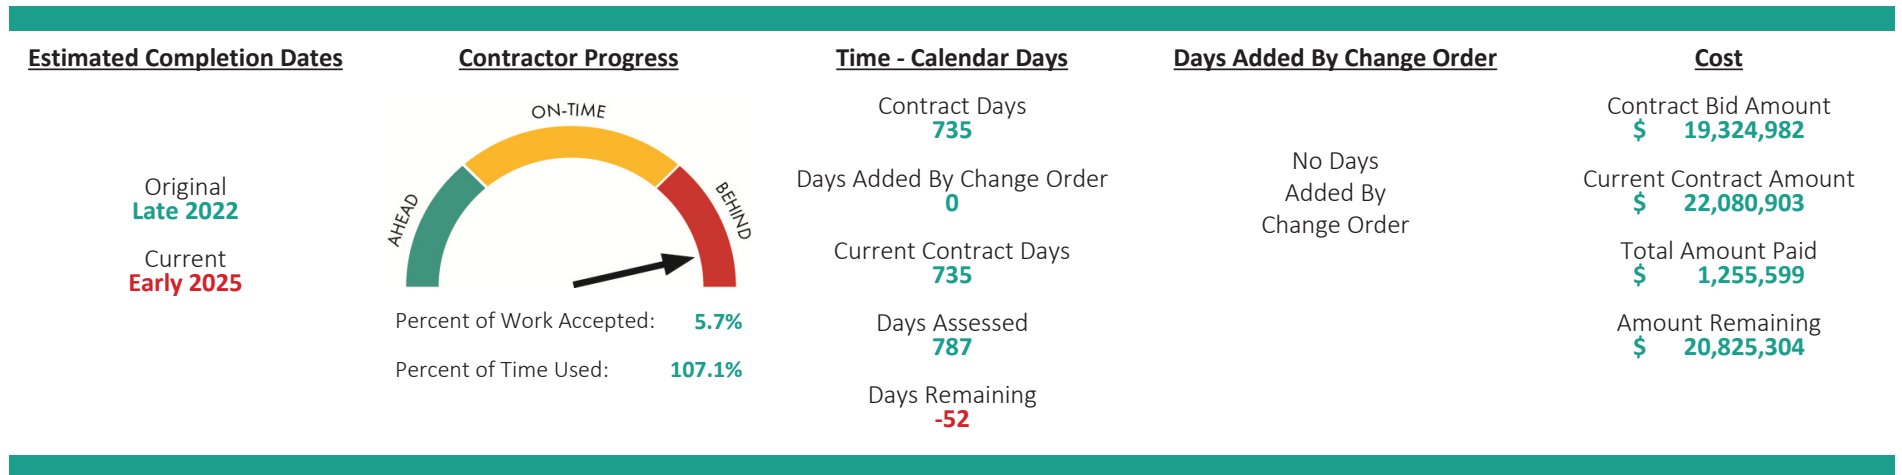 Estimated Completion Dates
Original
Late 2022
Current
Early 2025
Contractor Progress
AHEAD
ON-TIME
BEHIND
Percent of Work Accepted: 5.7%
Percent of Time Used: 107.1%
Time - Calendar Days
Contract Days
735
Days Added By Change Order
0
Current Contract Days
735
Days Assessed
787
Days Remaining
-52
Days Added By Change Order
No Days
Added By
Change Order
Cost
Contract Bid Amount
$ 19,324,982
Current Contract Amount
$ 22,080,903
Total Amount Paid
$ 1,255,599
Amount Remaining
$ 20,825,304